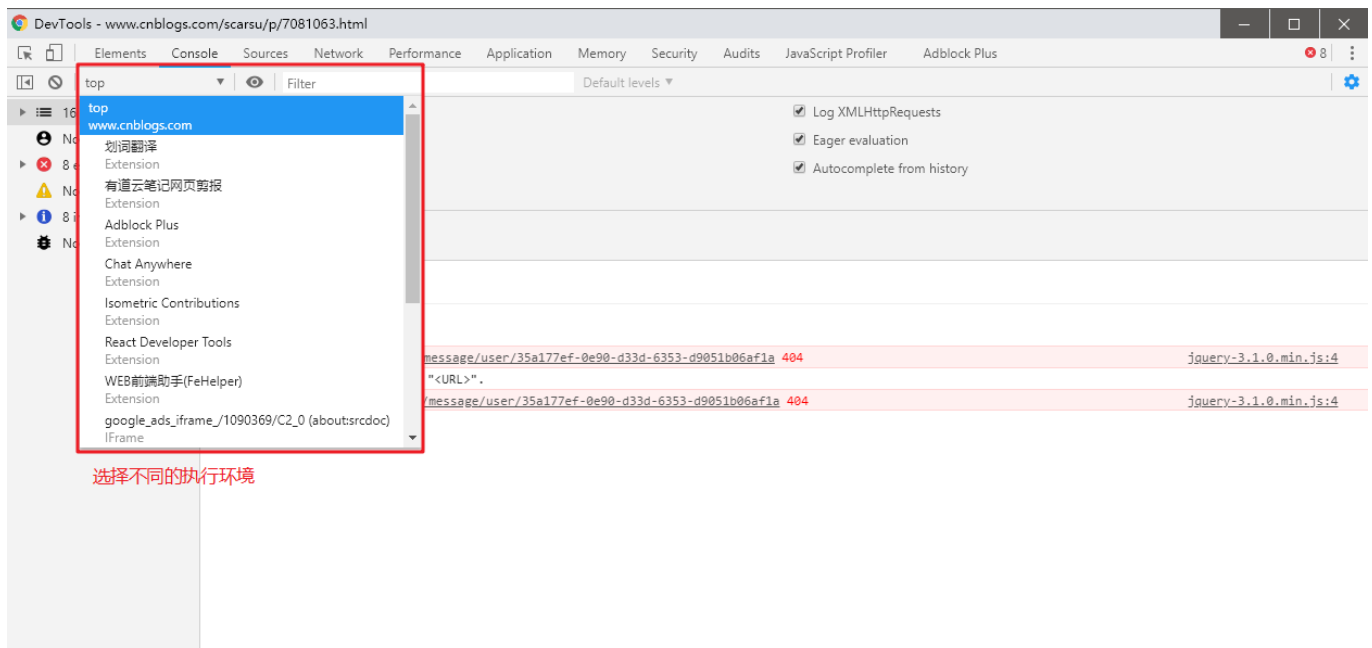 DevTools - www.cnblogs.com/scarsu/p/7081063.html
Elements Console Sources Network Performance Application Memory Security Audits JavaScript Profiler Adblock Plus 8
top Filter Default levels
top
www.cnblogs.com
划词翻译
Extension
有道云笔记网页剪报
Extension
Adblock Plus
Extension
Chat Anywhere
Extension
Isometric Contributions
Extension
React Developer Tools
Extension
WEB前端助手(FeHelper)
Extension
google_ads_iframe_/1090369/C2_0 (about:srcdoc)
IFrame
16
No
8 e
No
8 i
No
Log XMLHttpRequests
Eager evaluation
Autocomplete from history
message/user/35a177ef-0e90-d33d-6353-d9051b06af1a 404 jquery-3.1.0.min.js:4
"<URL>".
/message/user/35a177ef-0e90-d33d-6353-d9051b06af1a 404 jquery-3.1.0.min.js:4
选择不同的执行环境